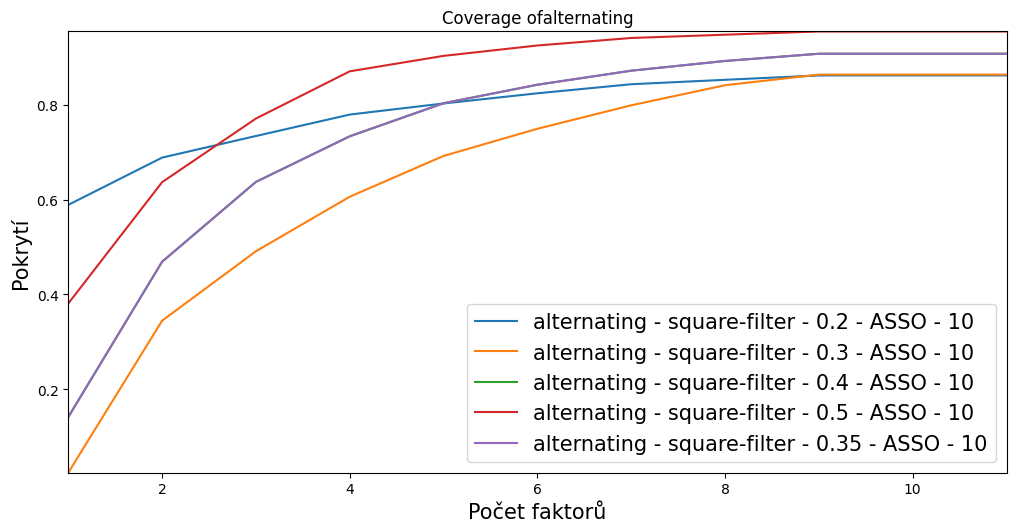 Coverage ofalternating
Pokrytí
0.8
0.6
0.4
0.2
2 4 6 8 10
Počet faktorů
alternating - square-filter - 0.2 - ASSO - 10
alternating - square-filter - 0.3 - ASSO - 10
alternating - square-filter - 0.4 - ASSO - 10
alternating - square-filter - 0.5 - ASSO - 10
alternating - square-filter - 0.35 - ASSO - 10